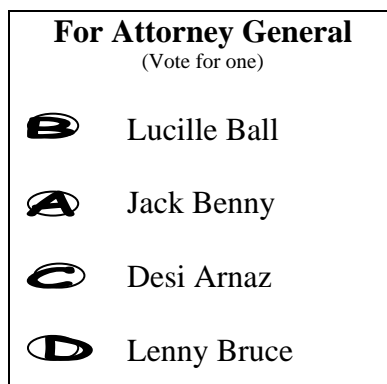 For Attorney General
(Vote for one)
B Lucille Ball
A Jack Benny
C Desi Arnaz
D Lenny Bruce